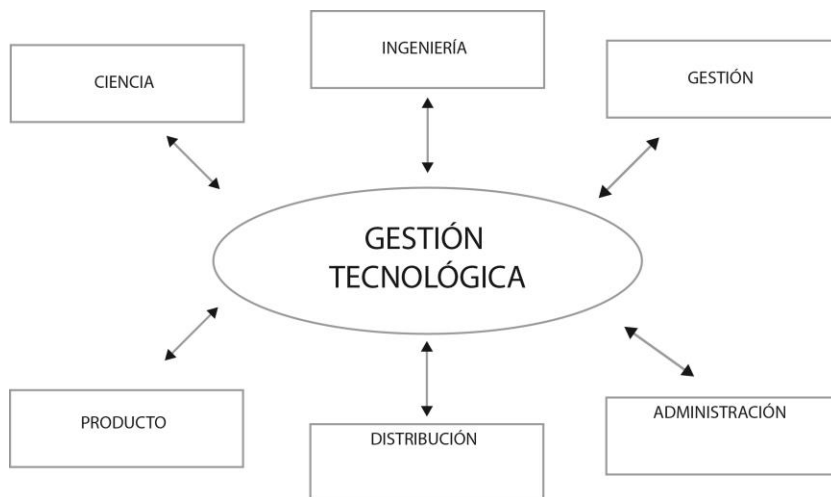 INGENIERÍA
CIENCIA
GESTIÓN
GESTIÓN
TECNOLÓGICA
PRODUCTO
DISTRIBUCIÓN
ADMINISTRACIÓN